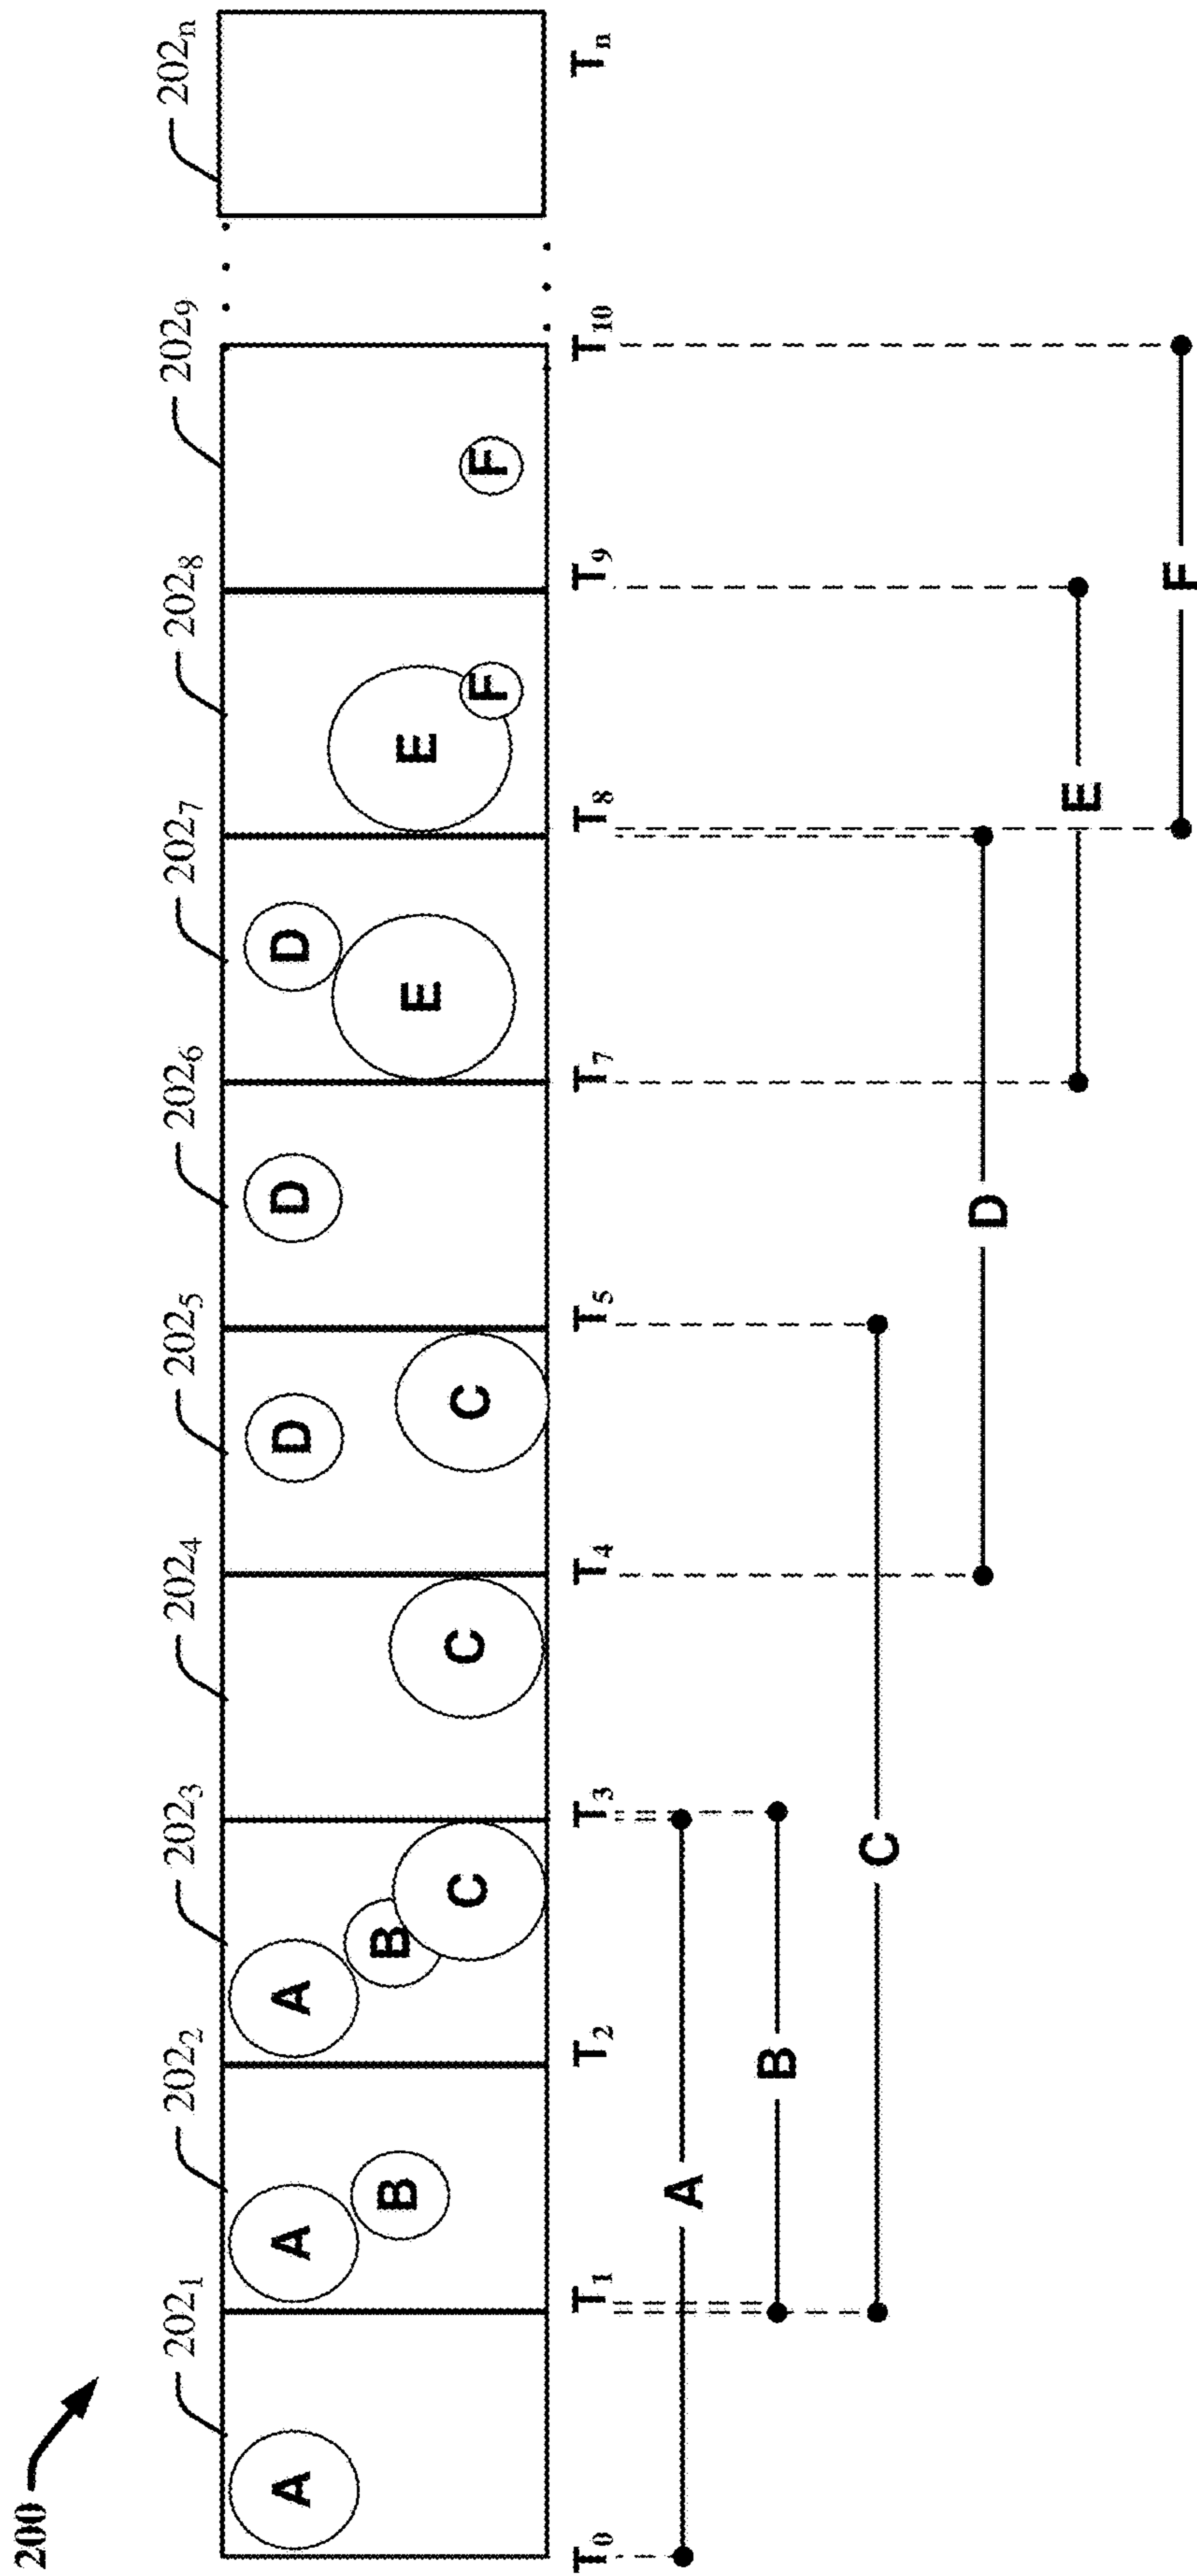 200
202₁ 202₂ 202₃ 202₄ 202₅ 202₆ 202₇ 202₈ 202₉ 202ₙ
A A B A B C C D C D D E E F F
T₀ T₁ T₂ T₃ T₄ T₅ T₇ T₈ T₉ T₁₀ Tₙ
A
B
C
D
E
F